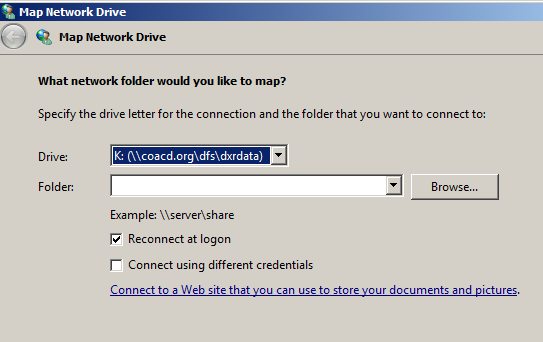 Map Network Drive
Map Network Drive
What network folder would you like to map?
Specify the drive letter for the connection and the folder that you want to connect to:
Drive: K: (\\coacd.org\dfs\dxrdata)
Folder: Browse...
Example: \\server\share
Reconnect at logon
Connect using different credentials
Connect to a Web site that you can use to store your documents and pictures.